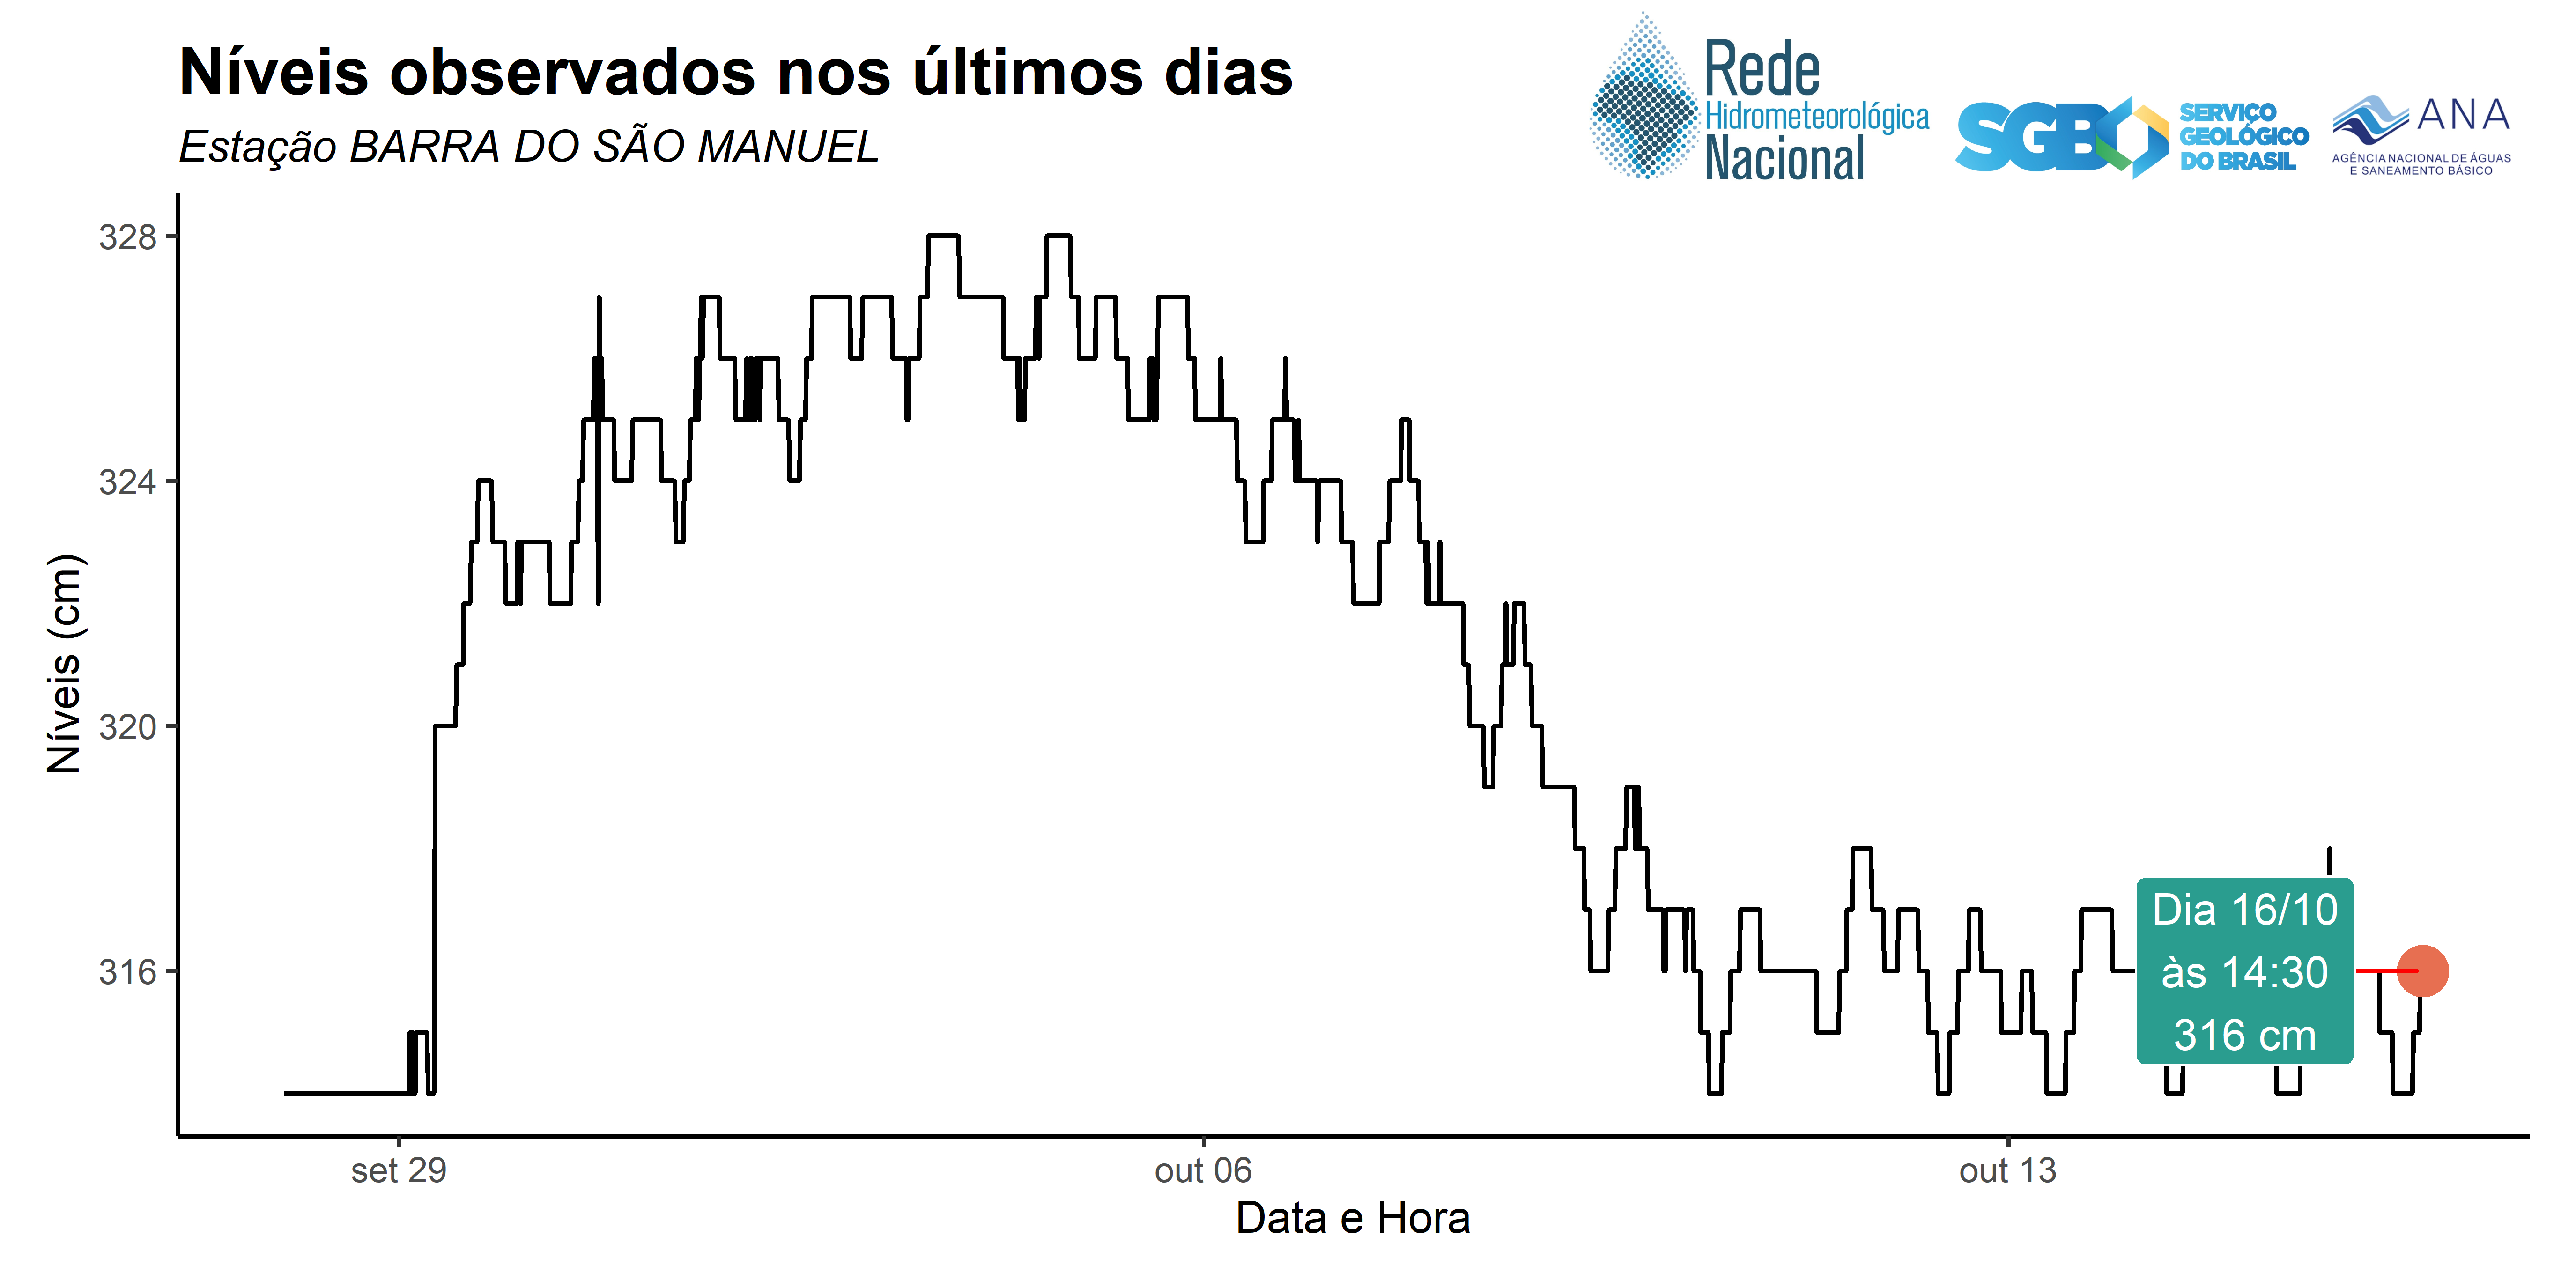 Níveis observados nos últimos dias
Estação BARRA DO SÃO MANUEL
Rede
Hidrometeorológica
Nacional
SGB
SERVIÇO
GEOLÓGICO
DO BRASIL
ANA
AGÊNCIA NACIONAL DE ÁGUAS
E SANEAMENTO BÁSICO
Níveis (cm)
328
324
320
316
Dia 16/10
às 14:30
316 cm
set 29
out 06
out 13
Data e Hora